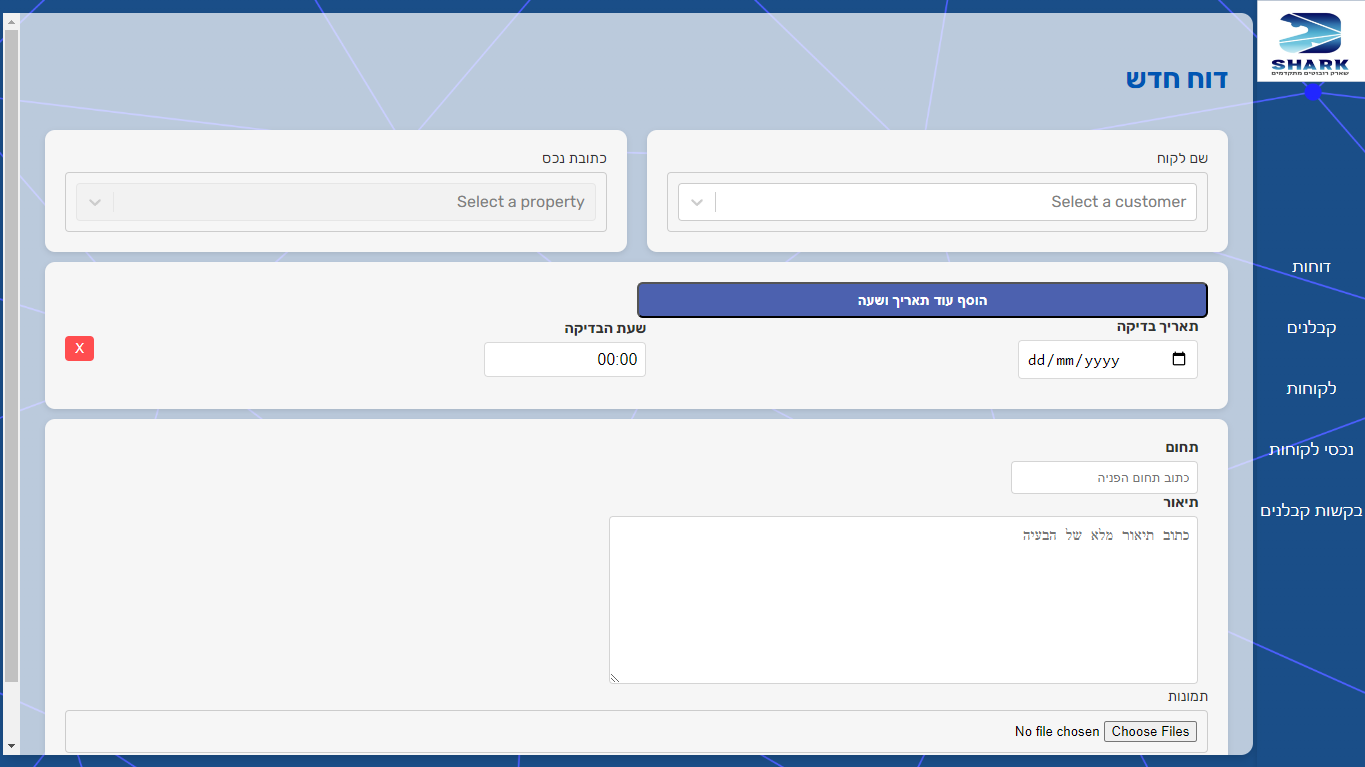 SHARK
שארק רובוטים מתקדמים
דוחות
קבלנים
לקוחות
נכסי לקוחות
בקשות קבלנים
דוח חדש
שם לקוח
Select a customer
כתובת נכס
Select a property
הוסף עוד תאריך ושעה
תאריך בדיקה
dd/mm/yyyy
שעת הבדיקה
00:00
X
תחום
כתוב תחום הפניה
תיאור
כתוב תיאור מלא של הבעיה
תמונות
Choose Files No file chosen